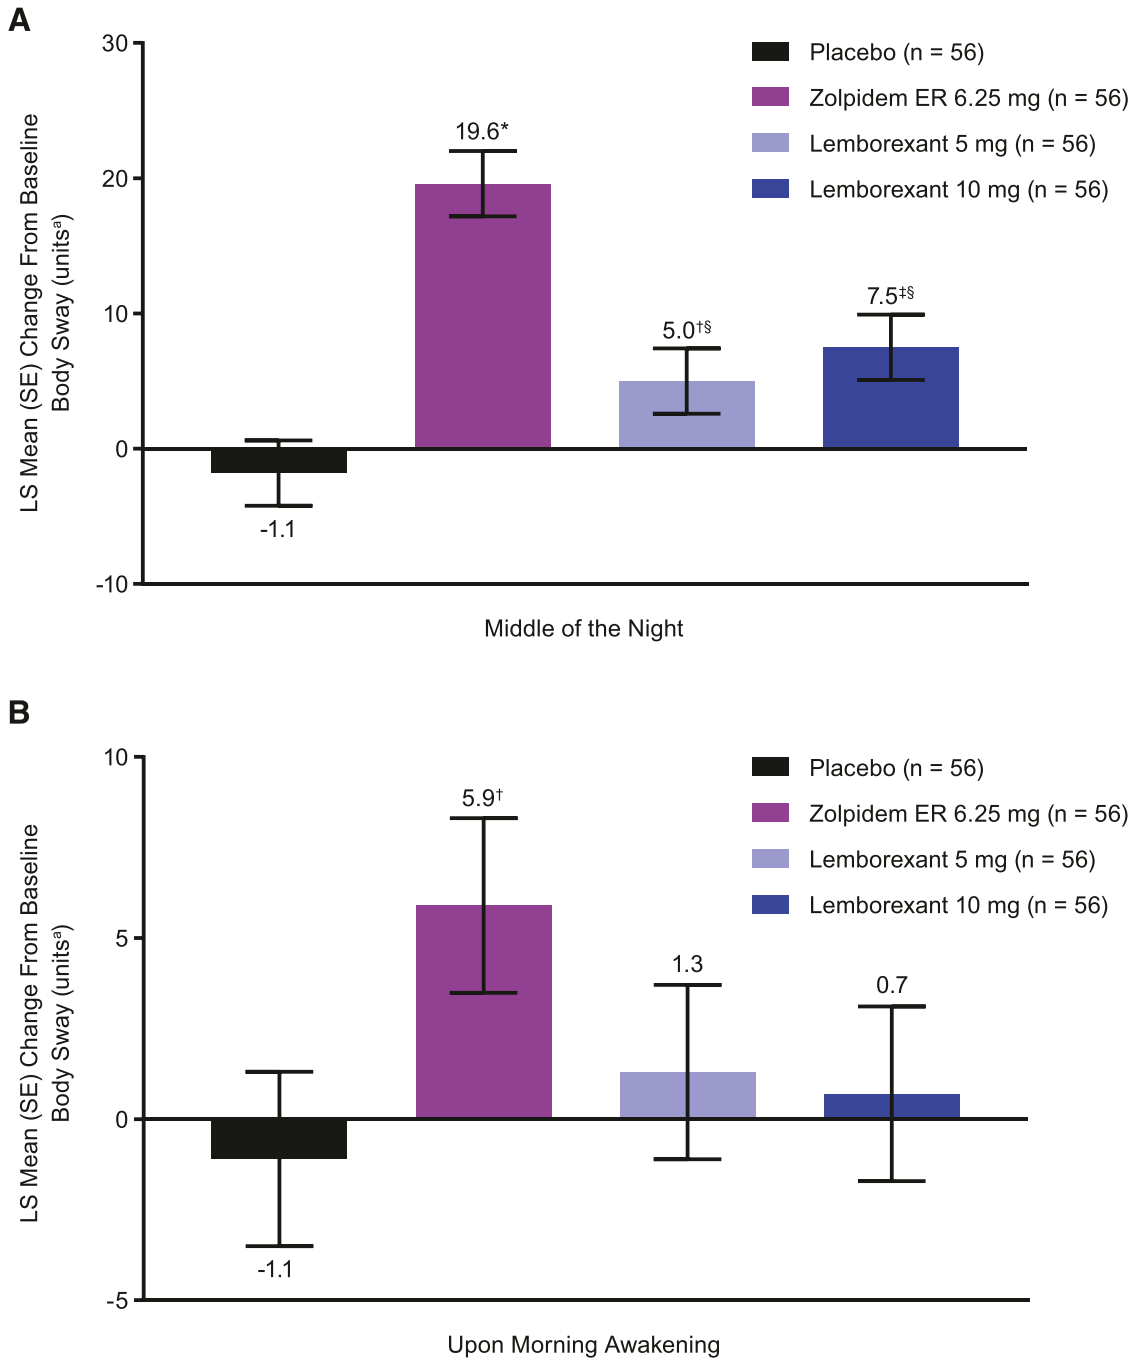 A
30
20
10
0
-10
LS Mean (SE) Change From Baseline
Body Sway (unitsᵃ)
Placebo (n = 56)
Zolpidem ER 6.25 mg (n = 56)
Lemborexant 5 mg (n = 56)
Lemborexant 10 mg (n = 56)
-1.1
19.6*
5.0†§
7.5‡§
Middle of the Night
B
10
5
0
-5
LS Mean (SE) Change From Baseline
Body Sway (unitsᵃ)
Placebo (n = 56)
Zolpidem ER 6.25 mg (n = 56)
Lemborexant 5 mg (n = 56)
Lemborexant 10 mg (n = 56)
-1.1
5.9†
1.3
0.7
Upon Morning Awakening